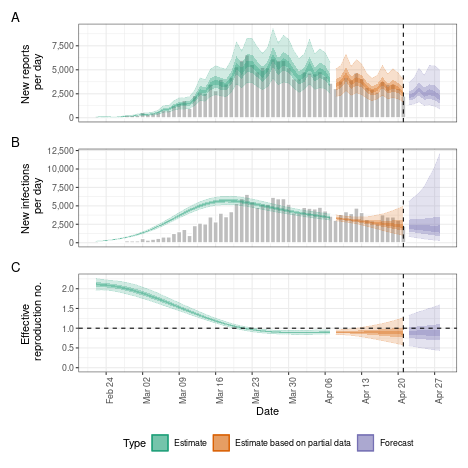 A
New reports
per day
7,500
5,000
2,500
0
B
New infections
per day
12,500
10,000
7,500
5,000
2,500
0
C
Effective
reproduction no.
2.0
1.5
1.0
0.5
0.0
Feb 24
Mar 02
Mar 09
Mar 16
Mar 23
Mar 30
Apr 06
Apr 13
Apr 20
Apr 27
Date
Type Estimate Estimate based on partial data Forecast